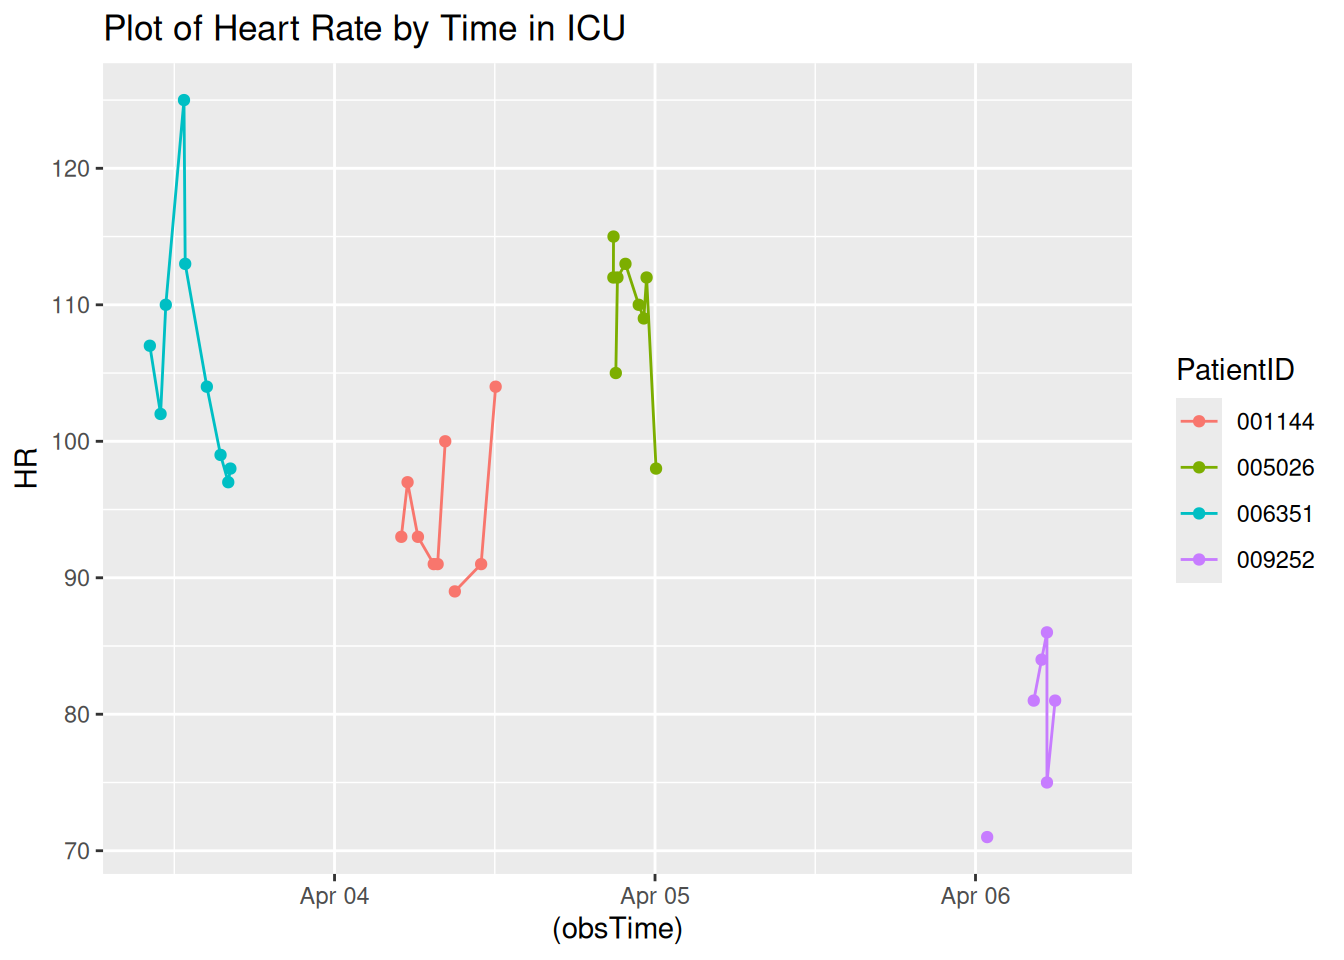 Plot of Heart Rate by Time in ICU
120
110
100
90
80
70
HR
Apr 04
Apr 05
Apr 06
(obsTime)
PatientID
001144
005026
006351
009252